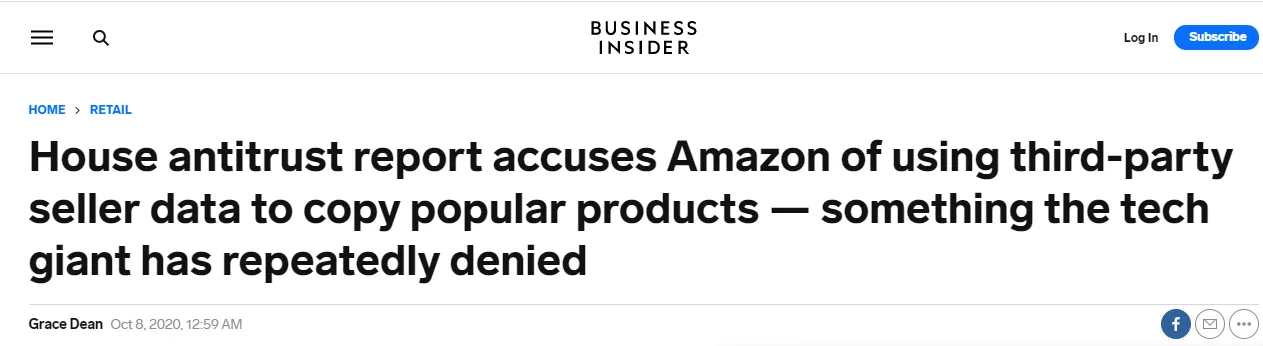 BUSINESS
INSIDER
Log In
Subscribe
HOME > RETAIL
House antitrust report accuses Amazon of using third-party
seller data to copy popular products — something the tech
giant has repeatedly denied
Grace Dean Oct 8, 2020, 12:59 AM